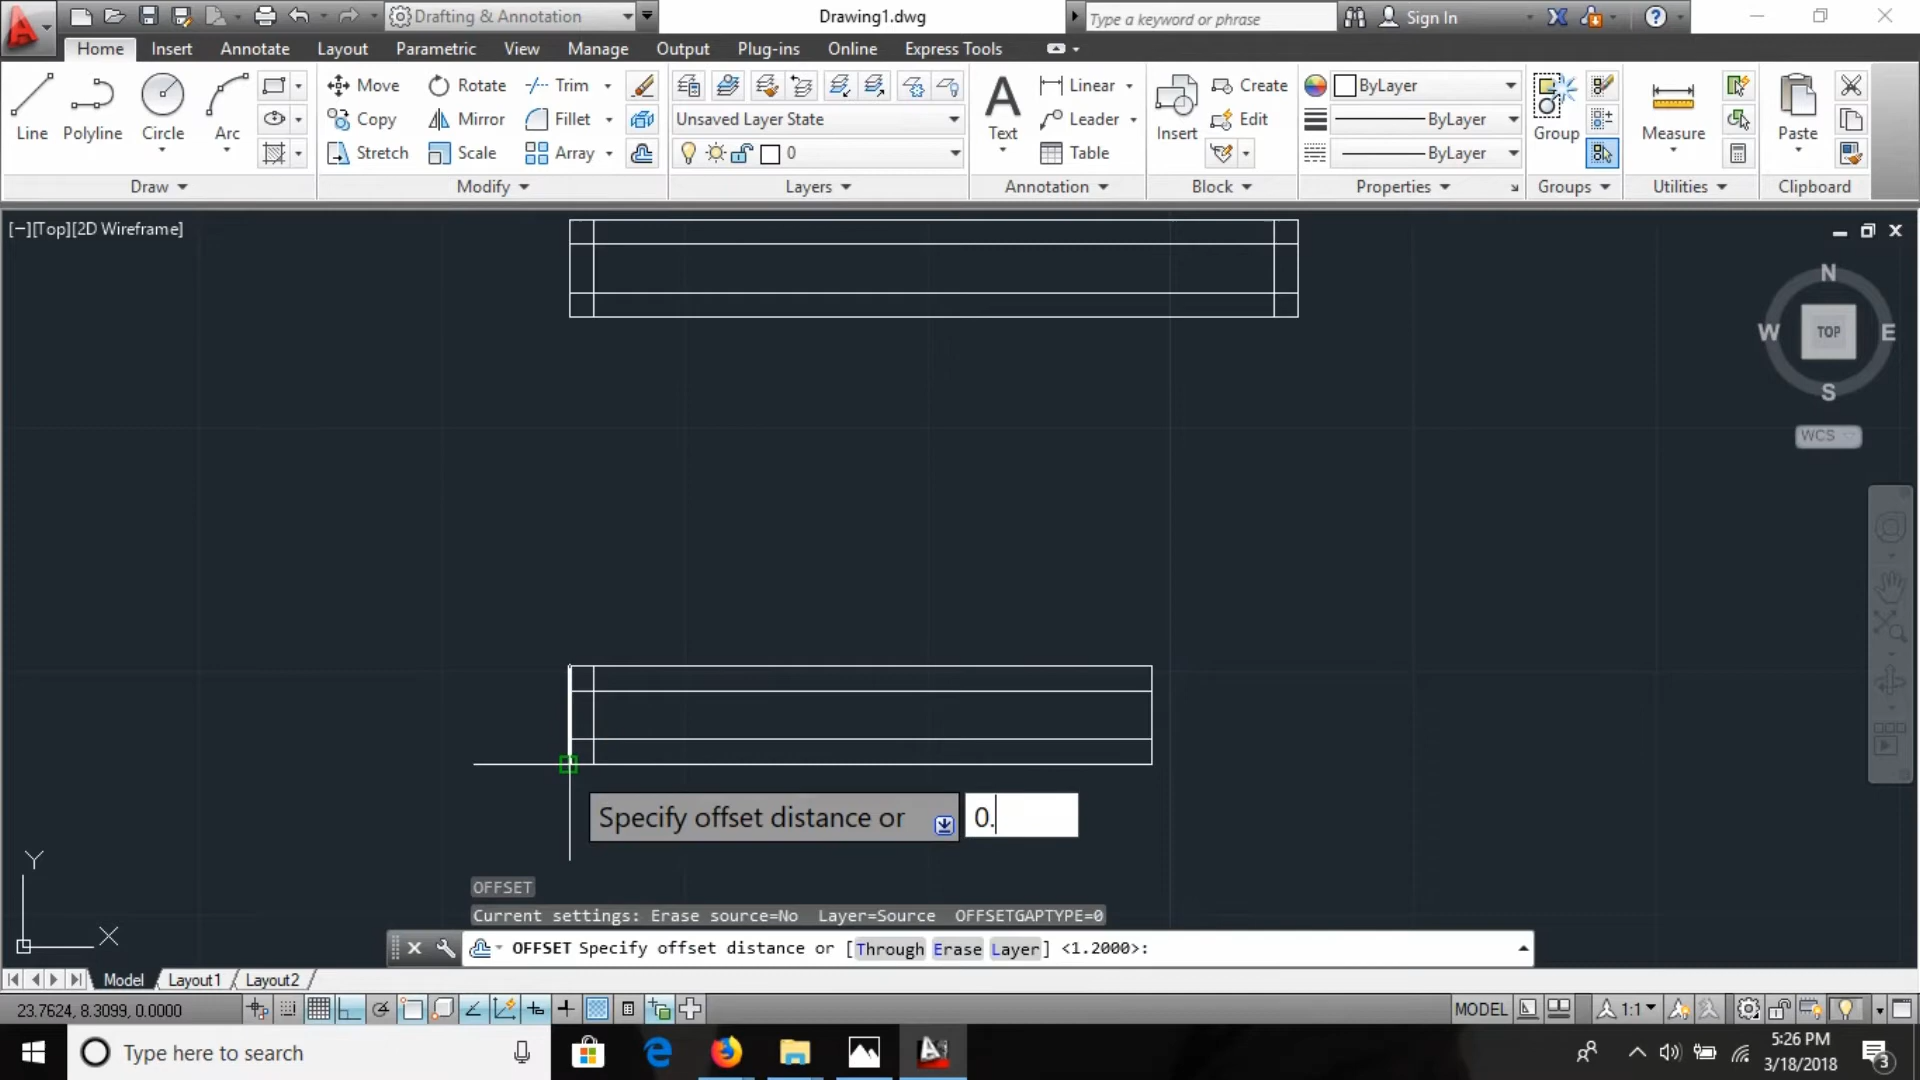 Drafting & Annotation
Drawing1.dwg
Type a keyword or phrase
Sign In
Home Insert Annotate Layout Parametric View Manage Output Plug-ins Online Express Tools
Line
Polyline
Circle
Arc
Draw
Move Rotate Trim
Copy Mirror Fillet
Stretch Scale Array
Modify
Unsaved Layer State
0
Layers
Text
Linear
Leader
Table
Annotation
Insert
Create
Edit
Block
ByLayer
ByLayer
ByLayer
Properties
Group
Groups
Measure
Utilities
Paste
Clipboard
[−][Top][2D Wireframe]
N
W TOP E
S
WCS
Specify offset distance or 0.
Y
X
OFFSET
Current settings: Erase source=No Layer=Source OFFSETGAPTYPE=0
OFFSET Specify offset distance or [Through Erase Layer] <1.2000>:
Model Layout1 Layout2
23.7624, 8.3099, 0.0000
MODEL 1:1
Type here to search
5:26 PM
3/18/2018
3